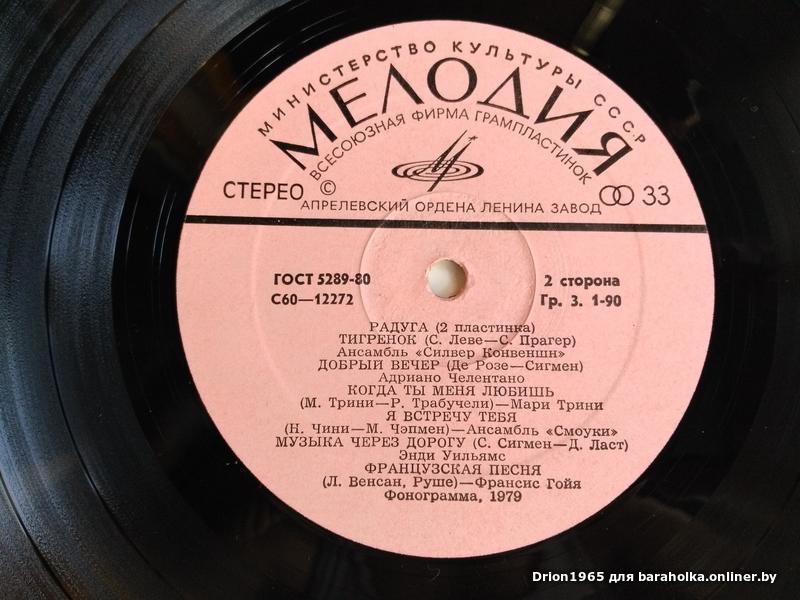 МИНИСТЕРСТВО КУЛЬТУРЫ СССР
МЕЛОДИЯ
ВСЕСОЮЗНАЯ ФИРМА ГРАМПЛАСТИНОК
СТЕРЕО © 33
АПРЕЛЕВСКИЙ ОРДЕНА ЛЕНИНА ЗАВОД
ГОСТ 5289-80 2 сторона
С60—12272 Гр. 3. 1-90
РАДУГА (2 пластинка)
ТИГРЕНОК (С. Леве—С. Прагер)
Ансамбль «Силвер Конвеншн»
ДОБРЫЙ ВЕЧЕР (Де Розе—Сигмен)
Адриано Челентано
КОГДА ТЫ МЕНЯ ЛЮБИШЬ
(М. Трини—Р. Трабучели)—Мари Трини
Я ВСТРЕЧУ ТЕБЯ
(Н. Чини—М. Чэпмен)—Ансамбль «Смоуки»
МУЗЫКА ЧЕРЕЗ ДОРОГУ (С. Сигмен—Д. Ласт)
Энди Уильямс
ФРАНЦУЗСКАЯ ПЕСНЯ
(Л. Венсан, Руше)—Франсис Гойя
Фонограмма, 1979
Drion1965 для baraholka.onliner.by